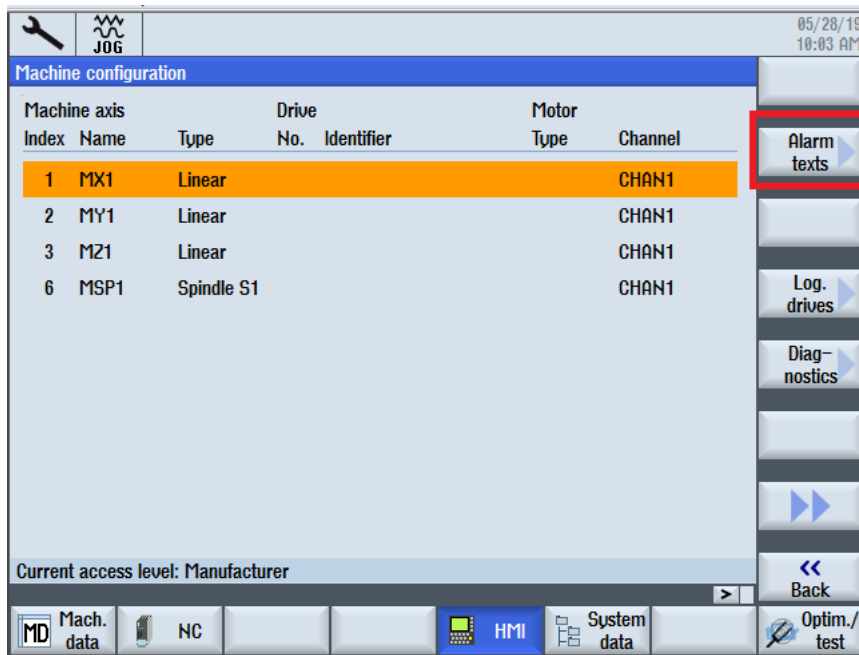 JOG
05/28/19
10:03 AM
Machine configuration
Machine axis Drive Motor
Index Name Type No. Identifier Type Channel
1 MX1 Linear CHAN1
2 MY1 Linear CHAN1
3 MZ1 Linear CHAN1
6 MSP1 Spindle S1 CHAN1
Current access level: Manufacturer
Alarm
texts
Log.
drives
Diag-
nostics
<<
Back
>
MD Mach.
data
NC
HMI
System
data
Optim./
test